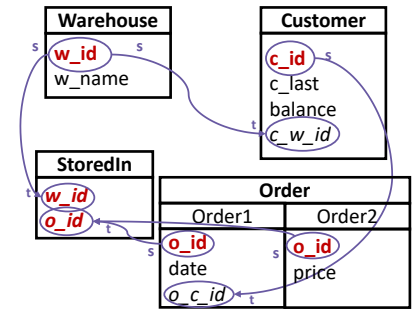 Warehouse
s
w_id
s
w_name
Customer
c_id
s
c_last
balance
t
c_w_id
StoredIn
t
w_id
o_id
t
s
Order
Order1
Order2
o_id
s
o_id
date
price
o_c_id
t